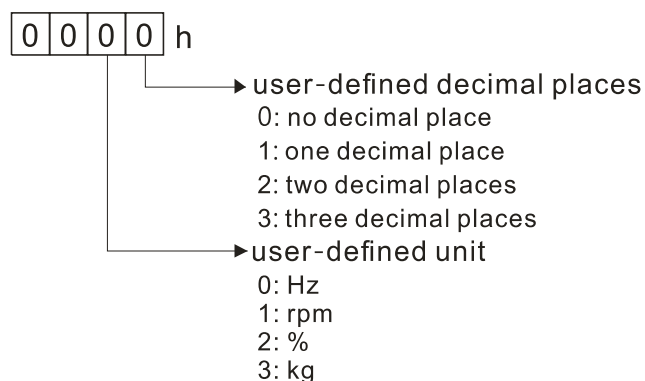 0 0 0 0 h
user-defined decimal places
0: no decimal place
1: one decimal place
2: two decimal places
3: three decimal places
user-defined unit
0: Hz
1: rpm
2: %
3: kg